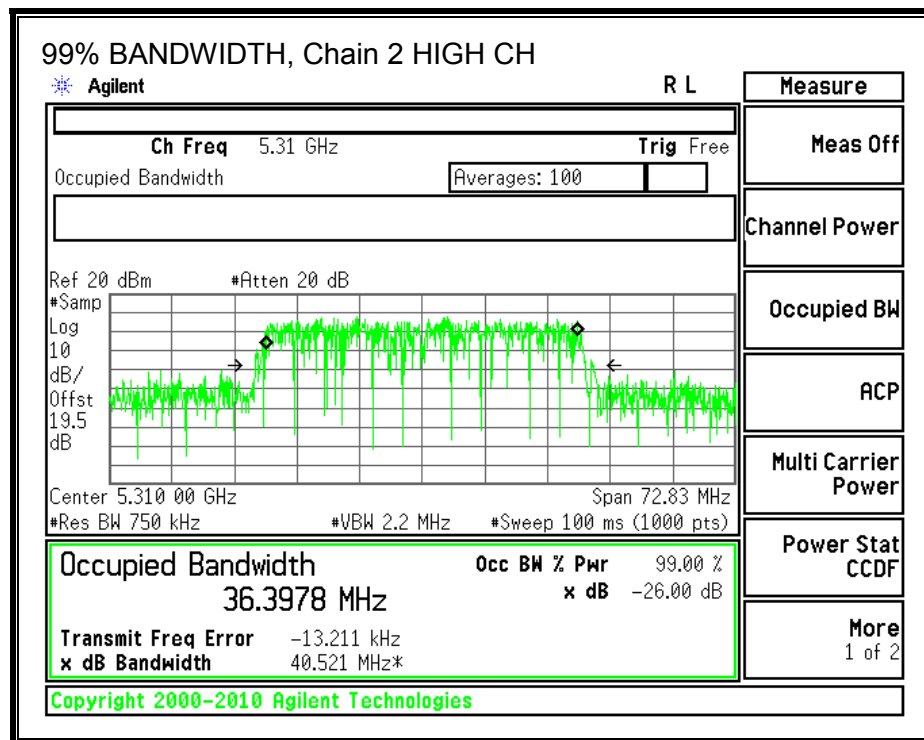 99% BANDWIDTH, Chain 2 HIGH CH
Agilent R L
Ch Freq 5.31 GHz Trig Free
Occupied Bandwidth Averages: 100
Ref 20 dBm #Atten 20 dB
#Samp
Log
10
dB/
Offst
19.5
dB
Center 5.310 00 GHz Span 72.83 MHz
#Res BW 750 kHz #VBW 2.2 MHz #Sweep 100 ms (1000 pts)
Occupied Bandwidth Occ BW % Pwr 99.00 %
36.3978 MHz x dB -26.00 dB
Transmit Freq Error -13.211 kHz
x dB Bandwidth 40.521 MHz*
Copyright 2000-2010 Agilent Technologies
Measure
Meas Off
Channel Power
Occupied BW
ACP
Multi Carrier
Power
Power Stat
CCDF
More
1 of 2